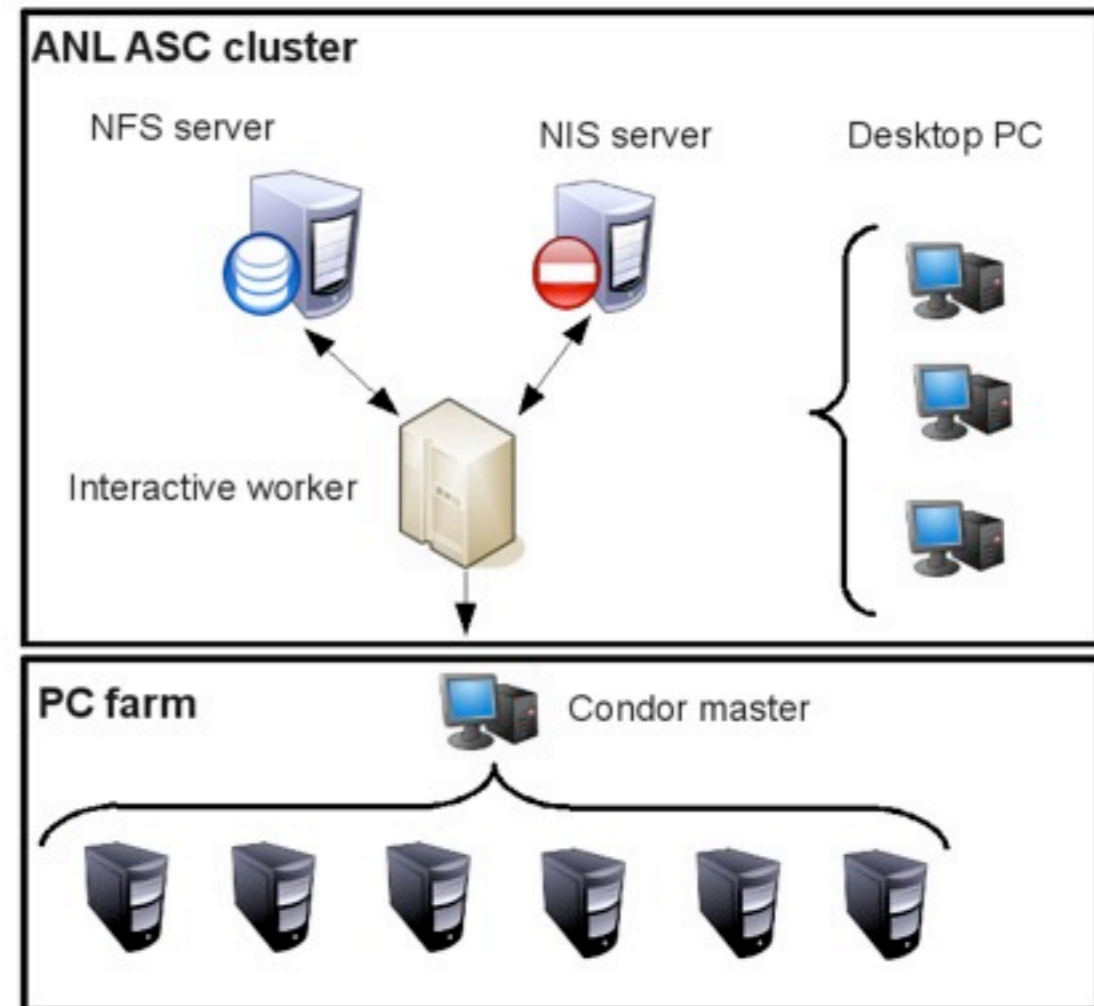 ANL ASC cluster
NFS server
NIS server
Desktop PC
Interactive worker
PC farm
Condor master